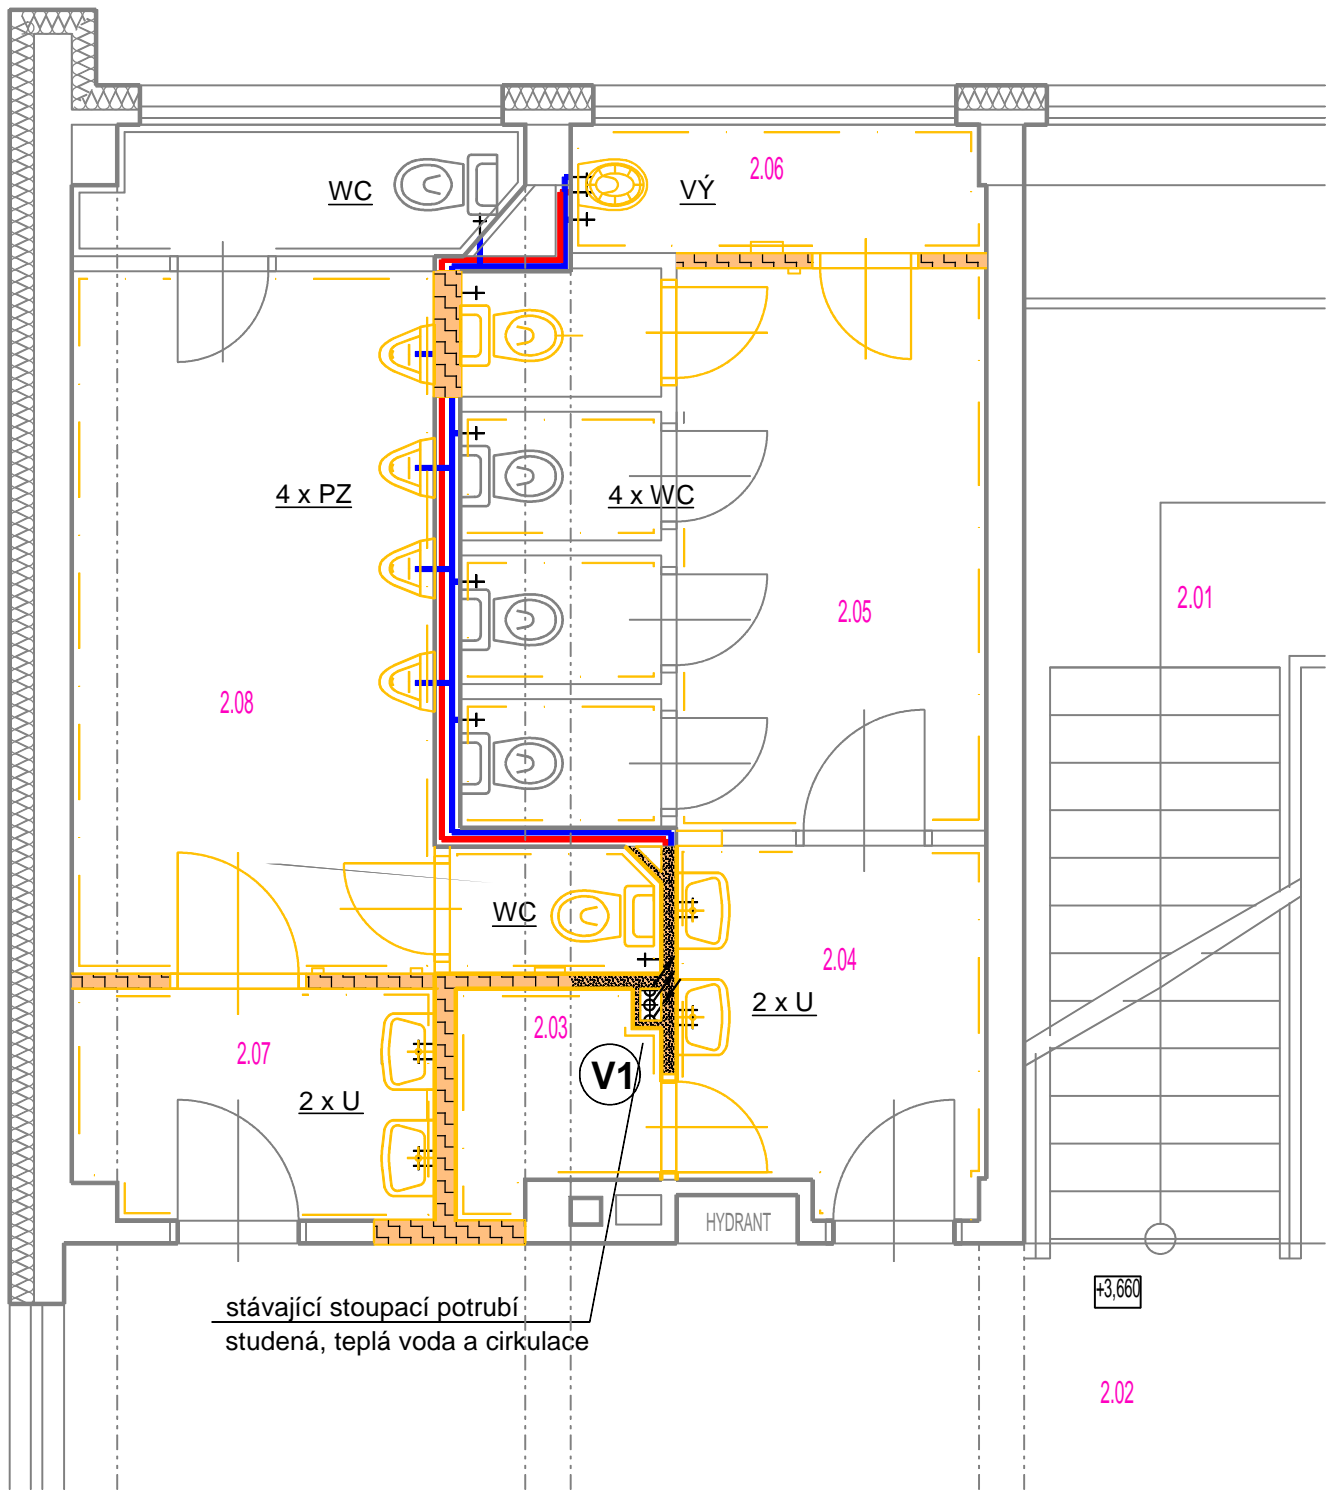 2.06
WC
VÝ
4 x PZ
4 x WC
2.01
2.05
2.08
WC
2.04
2 x U
2.03
2.07
V1
2 x U
HYDRANT
+3,660
stávající stoupací potrubí
studená, teplá voda a cirkulace
2.02